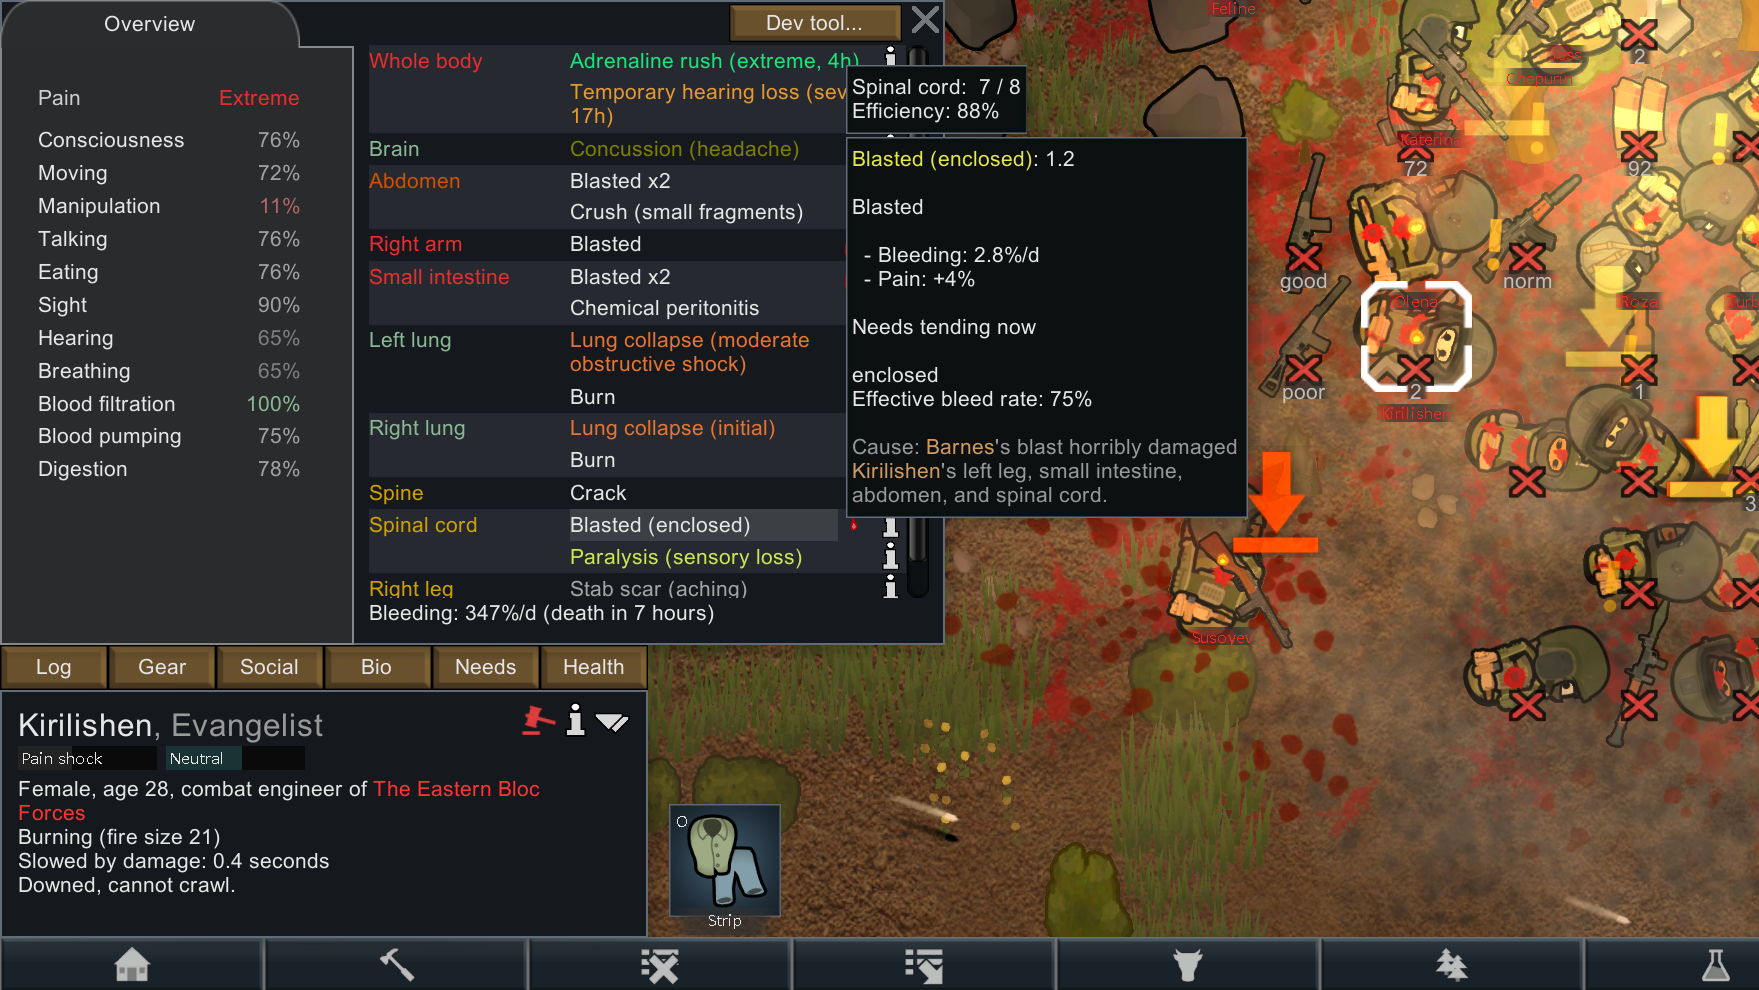 Overview
Dev tool...
Pain Extreme
Consciousness 76%
Moving 72%
Manipulation 11%
Talking 76%
Eating 76%
Sight 90%
Hearing 65%
Breathing 65%
Blood filtration 100%
Blood pumping 75%
Digestion 78%
Whole body Adrenaline rush (extreme, 4h)
Temporary hearing loss (sev
17h)
Brain Concussion (headache)
Abdomen Blasted x2
Crush (small fragments)
Right arm Blasted
Small intestine Blasted x2
Chemical peritonitis
Left lung Lung collapse (moderate
obstructive shock)
Burn
Right lung Lung collapse (initial)
Burn
Spine Crack
Spinal cord Blasted (enclosed)
Paralysis (sensory loss)
Right leg Stab scar (aching)
Bleeding: 347%/d (death in 7 hours)
Spinal cord: 7 / 8
Efficiency: 88%
Blasted (enclosed): 1.2
Blasted
- Bleeding: 2.8%/d
- Pain: +4%
Needs tending now
enclosed
Effective bleed rate: 75%
Cause: Barnes's blast horribly damaged
Kirilishen's left leg, small intestine,
abdomen, and spinal cord.
Log
Gear
Social
Bio
Needs
Health
Kirilishen, Evangelist
Pain shock
Neutral
Female, age 28, combat engineer of The Eastern Bloc
Forces
Burning (fire size 21)
Slowed by damage: 0.4 seconds
Downed, cannot crawl.
Strip
Feline
2
Chepurin
Katerina
72
92
good
norm
Olena
Roza
poor
2
1
Kirilishen
3
Susoyev